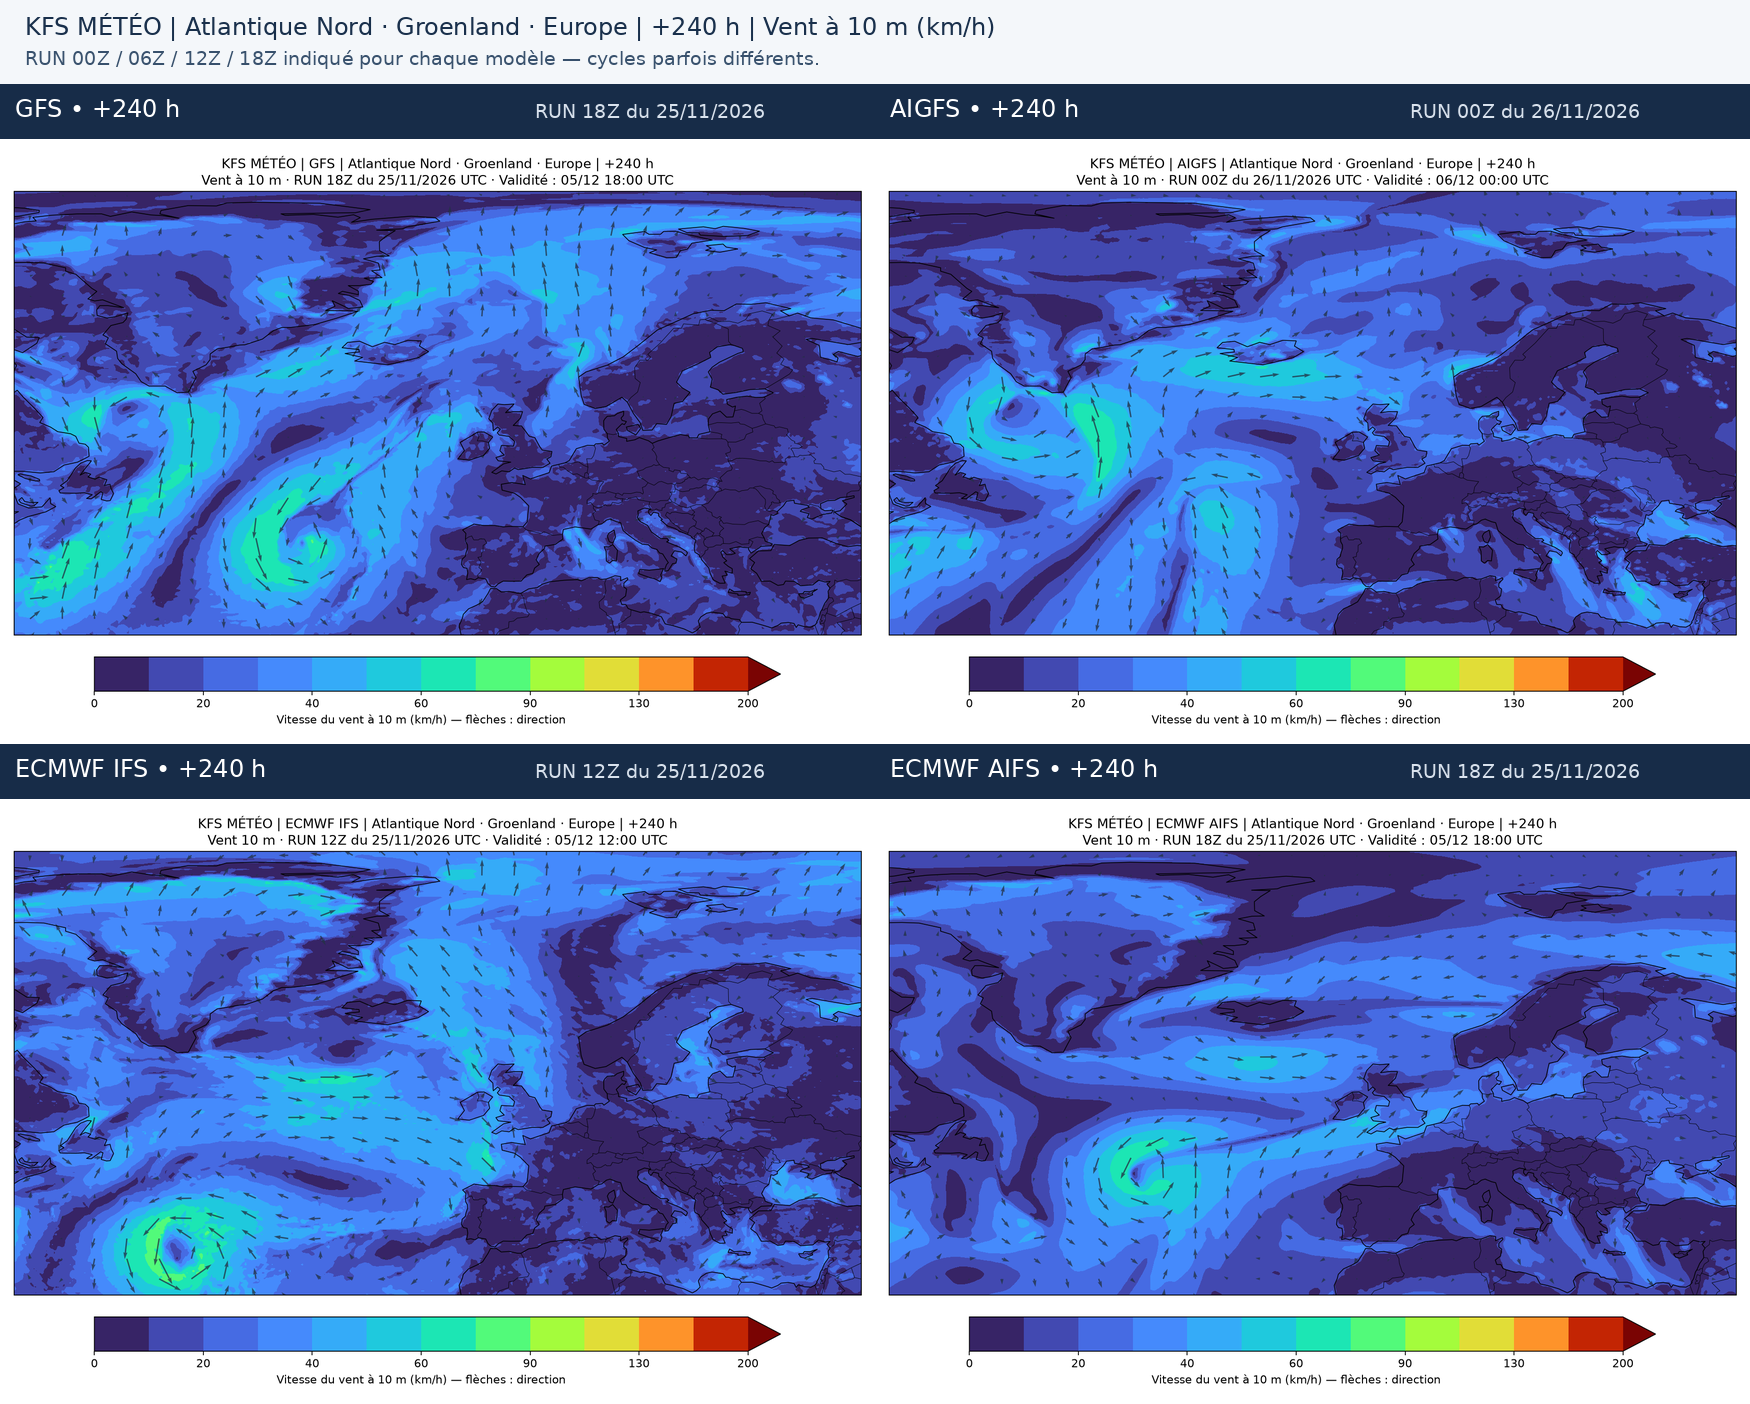 KFS MÉTÉO | Atlantique Nord · Groenland · Europe | +240 h | Vent à 10 m (km/h)
RUN 00Z / 06Z / 12Z / 18Z indiqué pour chaque modèle — cycles parfois différents.
GFS • +240 h
RUN 18Z du 25/11/2026
KFS MÉTÉO | GFS | Atlantique Nord · Groenland · Europe | +240 h
Vent à 10 m · RUN 18Z du 25/11/2026 UTC · Validité : 05/12 18:00 UTC
0 20 40 60 90 130 200
Vitesse du vent à 10 m (km/h) — flèches : direction
AIGFS • +240 h
RUN 00Z du 26/11/2026
KFS MÉTÉO | AIGFS | Atlantique Nord · Groenland · Europe | +240 h
Vent à 10 m · RUN 00Z du 26/11/2026 UTC · Validité : 06/12 00:00 UTC
0 20 40 60 90 130 200
Vitesse du vent à 10 m (km/h) — flèches : direction
ECMWF IFS • +240 h
RUN 12Z du 25/11/2026
KFS MÉTÉO | ECMWF IFS | Atlantique Nord · Groenland · Europe | +240 h
Vent 10 m · RUN 12Z du 25/11/2026 UTC · Validité : 05/12 12:00 UTC
0 20 40 60 90 130 200
Vitesse du vent à 10 m (km/h) — flèches : direction
ECMWF AIFS • +240 h
RUN 18Z du 25/11/2026
KFS MÉTÉO | ECMWF AIFS | Atlantique Nord · Groenland · Europe | +240 h
Vent 10 m · RUN 18Z du 25/11/2026 UTC · Validité : 05/12 18:00 UTC
0 20 40 60 90 130 200
Vitesse du vent à 10 m (km/h) — flèches : direction